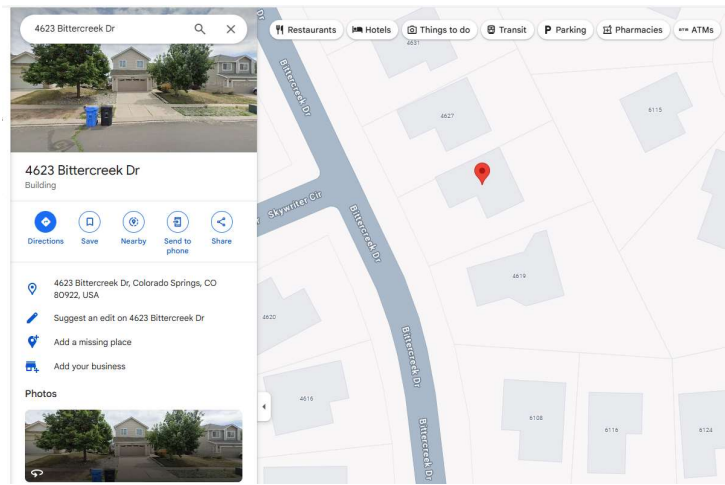 4623 Bittercreek Dr
Restaurants
Hotels
Things to do
Transit
Parking
Pharmacies
ATMs
4623 Bittercreek Dr
Building
Directions
Save
Nearby
Send to
phone
Share
4623 Bittercreek Dr, Colorado Springs, CO
80922, USA
Suggest an edit on 4623 Bittercreek Dr
Add a missing place
Add your business
Photos
Dr
4631
Bittercreek Dr
4627
6115
Skywriter Cir
Bittercreek Dr
4619
4620
Bittercreek Dr
4616
6108
6116
6124
Bittercreek Dr